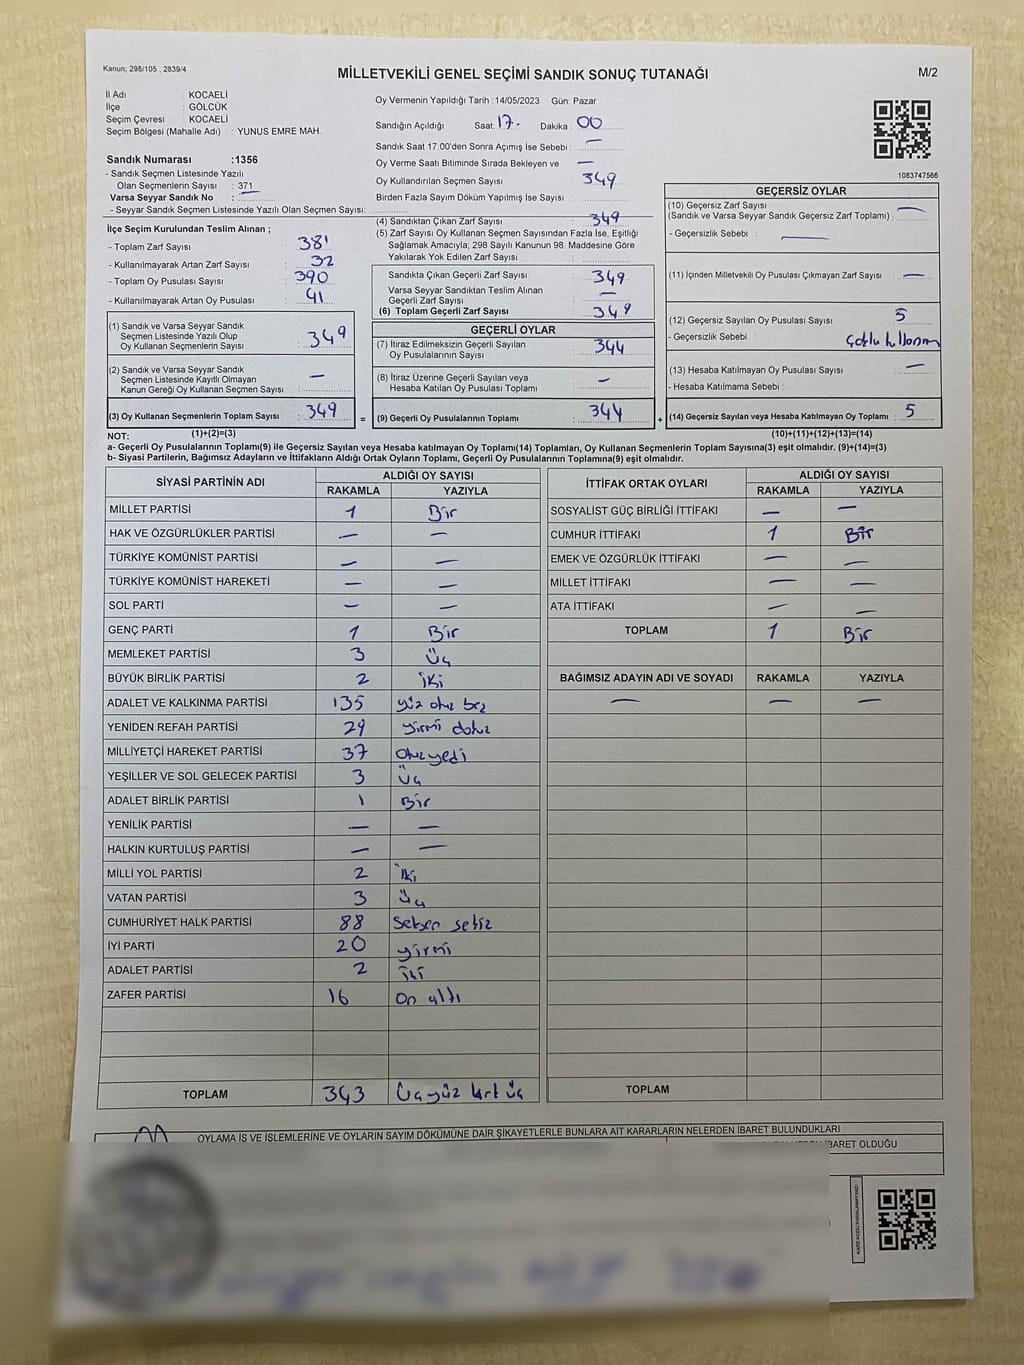 Kanun; 298/105 , 2839/4
MİLLETVEKİLİ GENEL SEÇİMİ SANDIK SONUÇ TUTANAĞI
M/2
İl Adı : KOCAELİ
İlçe : GÖLCÜK
Seçim Çevresi : KOCAELİ
Seçim Bölgesi (Mahalle Adı) : YUNUS EMRE MAH.
Sandık Numarası :1356
- Sandık Seçmen Listesinde Yazılı
Olan Seçmenlerin Sayısı : 371
Varsa Seyyar Sandık No :
- Seyyar Sandık Seçmen Listesinde Yazılı Olan Seçmen Sayısı:
İlçe Seçim Kurulundan Teslim Alınan ;
- Toplam Zarf Sayısı : 381
- Kullanılmayarak Artan Zarf Sayısı : 32
- Toplam Oy Pusulası Sayısı : 390
- Kullanılmayarak Artan Oy Pusulası : 41
(1) Sandık ve Varsa Seyyar Sandık
Seçmen Listesinde Yazılı Olup
Oy Kullanan Seçmenlerin Sayısı : 349
(2) Sandık ve Varsa Seyyar Sandık
Seçmen Listesinde Kayıtlı Olmayan
Kanun Gereği Oy Kullanan Seçmen Sayısı : —
(3) Oy Kullanan Seçmenlerin Toplam Sayısı : 349
(1)+(2)=(3)
Oy Vermenin Yapıldığı Tarih : 14/05/2023 Gün: Pazar
Sandığın Açıldığı Saat: 17. Dakika : 00
Sandık Saat 17:00'den Sonra Açımış İse Sebebi : —
Oy Verme Saati Bitiminde Sırada Bekleyen ve —
Oy Kullandırılan Seçmen Sayısı : 349
Birden Fazla Sayım Döküm Yapılmış İse Sayısı :
(4) Sandıktan Çıkan Zarf Sayısı : 349
(5) Zarf Sayısı Oy Kullanan Seçmen Sayısından Fazla İse, Eşitliği
Sağlamak Amacıyla; 298 Sayılı Kanunun 98. Maddesine Göre
Yakılarak Yok Edilen Zarf Sayısı :
Sandıkta Çıkan Geçerli Zarf Sayısı : 349
Varsa Seyyar Sandıktan Teslim Alınan
Geçerli Zarf Sayısı : —
(6) Toplam Geçerli Zarf Sayısı : 349
GEÇERLİ OYLAR
(7) İtiraz Edilmeksizin Geçerli Sayılan
Oy Pusulalarının Sayısı : 344
(8) İtiraz Üzerine Geçerli Sayılan veya
Hesaba Katılan Oy Pusulası Toplamı : —
= (9) Geçerli Oy Pusulalarının Toplamı : 344
1083747566
GEÇERSİZ OYLAR
(10) Geçersiz Zarf Sayısı
(Sandık ve Varsa Seyyar Sandık Geçersiz Zarf Toplamı) : —
- Geçersizlik Sebebi : —
(11) İçinden Milletvekili Oy Pusulası Çıkmayan Zarf Sayısı : —
(12) Geçersiz Sayılan Oy Pusulası Sayısı : 5
- Geçersizlik Sebebi : Çoklu kullanım
(13) Hesaba Katılmayan Oy Pusulası Sayısı : —
- Hesaba Katılmama Sebebi :
+ (14) Geçersiz Sayılan veya Hesaba Katılmayan Oy Toplamı : 5
(10)+(11)+(12)+(13)=(14)
NOT:
a- Geçerli Oy Pusulalarının Toplamı(9) ile Geçersiz Sayılan veya Hesaba katılmayan Oy Toplamı(14) Toplamları, Oy Kullanan Seçmenlerin Toplam Sayısına(3) eşit olmalıdır. (9)+(14)=(3)
b- Siyasi Partilerin, Bağımsız Adayların ve İttifakların Aldığı Ortak Oyların Toplamı, Geçerli Oy Pusulalarının Toplamına(9) eşit olmalıdır.
SİYASİ PARTİNİN ADI ALDIĞI OY SAYISI
RAKAMLA YAZIYLA
MİLLET PARTİSİ 1 Bir
HAK VE ÖZGÜRLÜKLER PARTİSİ — —
TÜRKİYE KOMÜNİST PARTİSİ — —
TÜRKİYE KOMÜNİST HAREKETİ — —
SOL PARTİ — —
GENÇ PARTİ 1 Bir
MEMLEKET PARTİSİ 3 Üç
BÜYÜK BİRLİK PARTİSİ 2 iki
ADALET VE KALKINMA PARTİSİ 135 yüz otuz beş
YENİDEN REFAH PARTİSİ 29 yirmi dokuz
MİLLİYETÇİ HAREKET PARTİSİ 37 Otuzyedi
YEŞİLLER VE SOL GELECEK PARTİSİ 3 Üç
ADALET BİRLİK PARTİSİ 1 Bir
YENİLİK PARTİSİ — —
HALKIN KURTULUŞ PARTİSİ — —
MİLLİ YOL PARTİSİ 2 iki
VATAN PARTİSİ 3 Üç
CUMHURİYET HALK PARTİSİ 88 Seksen sekiz
İYİ PARTİ 20 yirmi
ADALET PARTİSİ 2 iki
ZAFER PARTİSİ 16 On altı
TOPLAM 343 Üçyüz kırk üç
İTTİFAK ORTAK OYLARI ALDIĞI OY SAYISI
RAKAMLA YAZIYLA
SOSYALİST GÜÇ BİRLİĞİ İTTİFAKI — —
CUMHUR İTTİFAKI 1 Bir
EMEK VE ÖZGÜRLÜK İTTİFAKI — —
MİLLET İTTİFAKI — —
ATA İTTİFAKI — —
TOPLAM 1 Bir
BAĞIMSIZ ADAYIN ADI VE SOYADI RAKAMLA YAZIYLA
— — —
TOPLAM
OYLAMA İŞ VE İŞLEMLERİNE VE OYLARIN SAYIM DÖKÜMÜNE DAİR ŞİKAYETLERLE BUNLARA AİT KARARLARIN NELERDEN İBARET BULUNDUKLARI
İBARET OLDUĞU